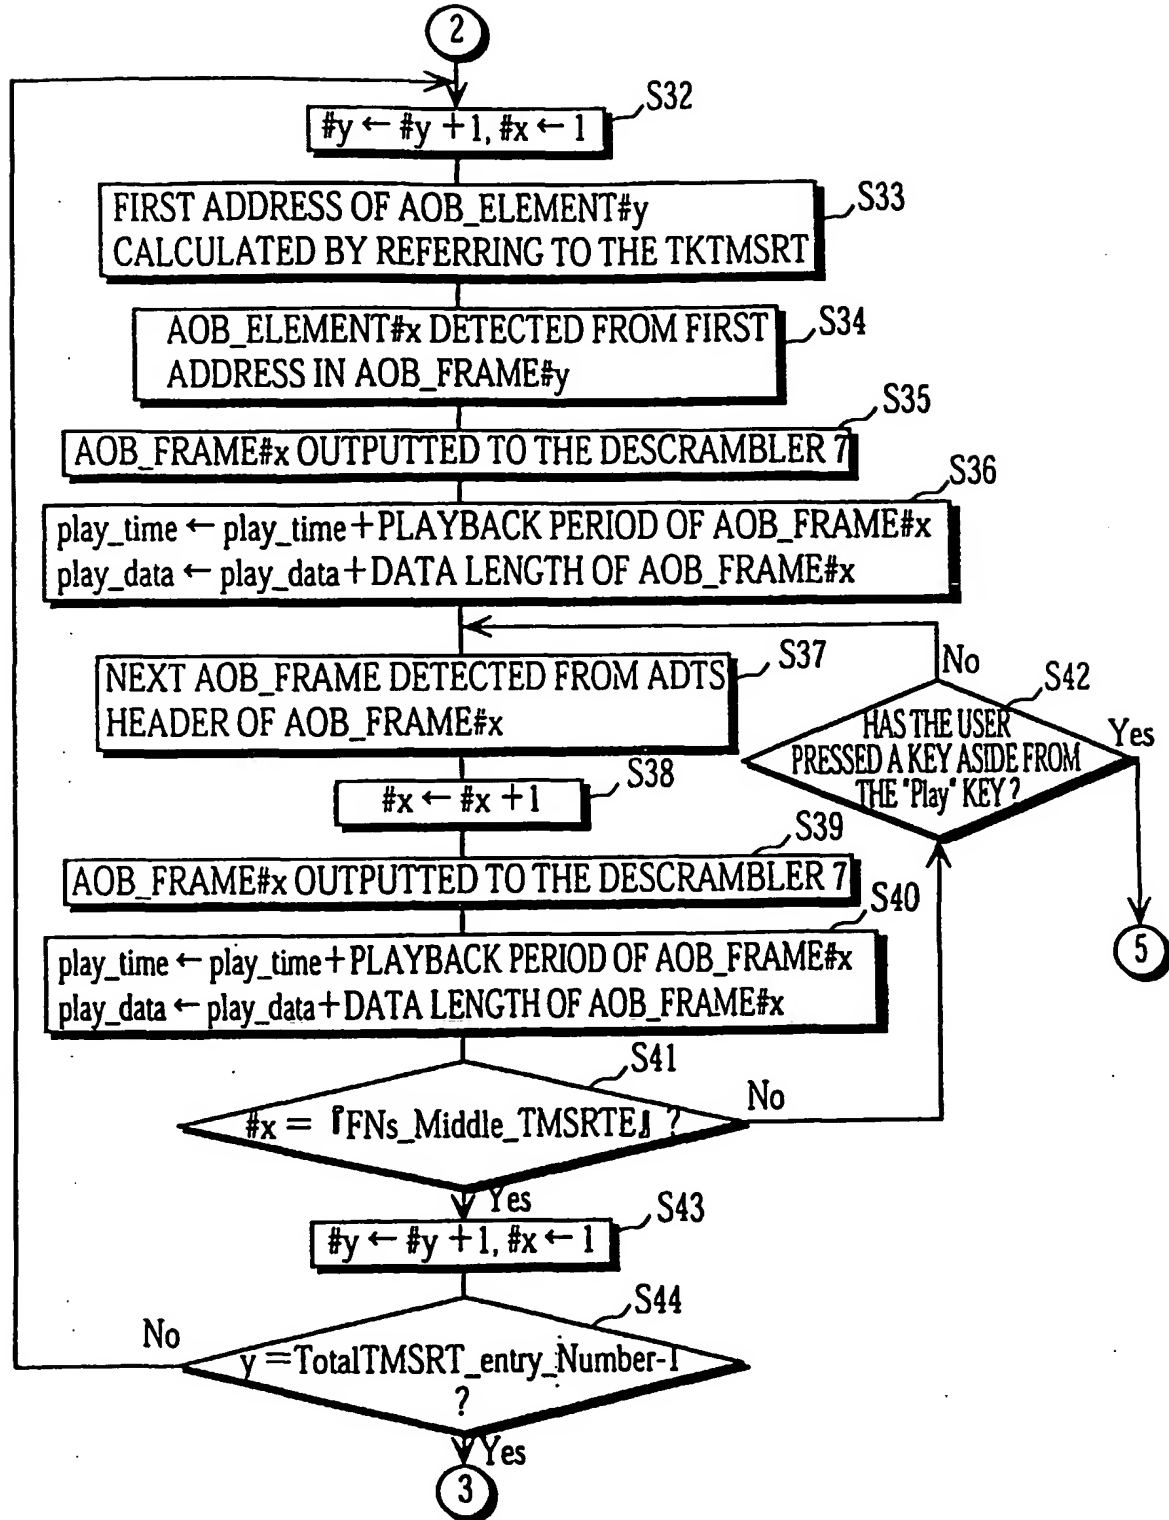 2
S32
#y ← #y +1, #x ← 1
S33
FIRST ADDRESS OF AOB_ELEMENT#y
CALCULATED BY REFERRING TO THE TKTMSRT
S34
AOB_ELEMENT#x DETECTED FROM FIRST
ADDRESS IN AOB_FRAME#y
S35
AOB_FRAME#x OUTPUTTED TO THE DESCRAMBLER 7
S36
play_time ← play_time+PLAYBACK PERIOD OF AOB_FRAME#x
play_data ← play_data+DATA LENGTH OF AOB_FRAME#x
S37
NEXT AOB_FRAME DETECTED FROM ADTS
HEADER OF AOB_FRAME#x
No
S42
HAS THE USER
PRESSED A KEY ASIDE FROM
THE "Play" KEY ?
Yes
S38
#x ← #x +1
S39
AOB_FRAME#x OUTPUTTED TO THE DESCRAMBLER 7
S40
play_time ← play_time+PLAYBACK PERIOD OF AOB_FRAME#x
play_data ← play_data+DATA LENGTH OF AOB_FRAME#x
5
S41
#x = 『FNs_Middle_TMSRTE』 ?
No
Yes
S43
#y ← #y +1, #x ← 1
S44
No
y =TotalTMSRT_entry_Number-1
?
Yes
3